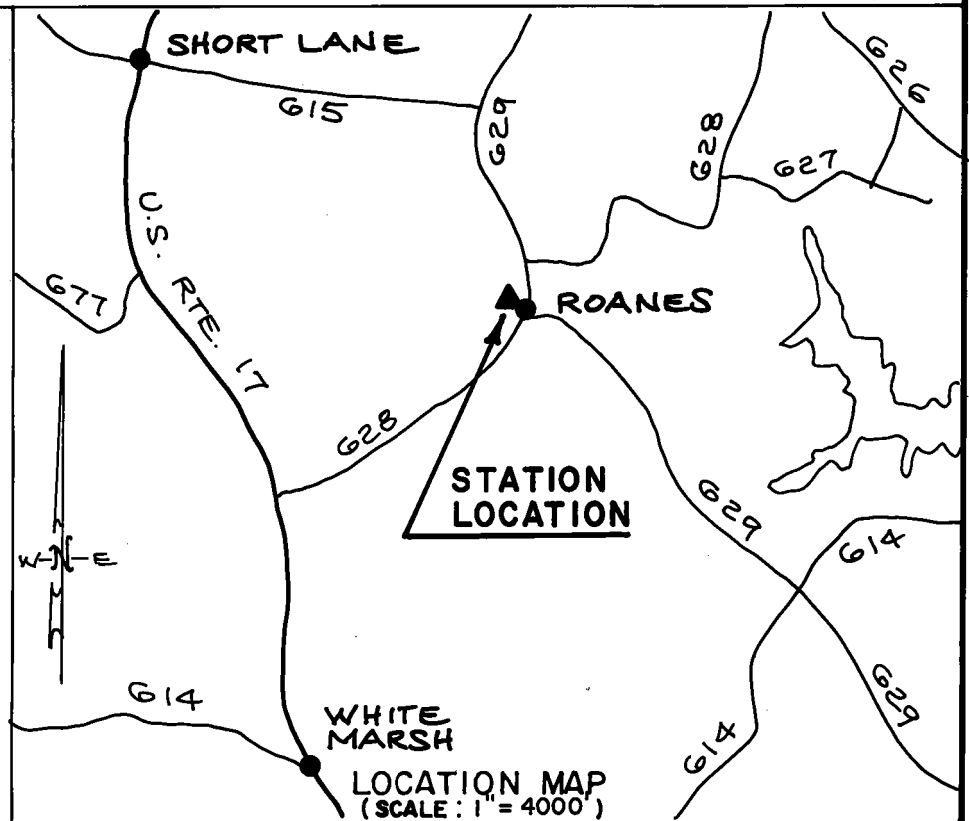 SHORT LANE
615
629
628
626
627
U.S. RTE. 17
677
ROANES
628
STATION
LOCATION
629
614
W N E
614
629
614
WHITE
MARSH
LOCATION MAP
(SCALE: 1" = 4000')